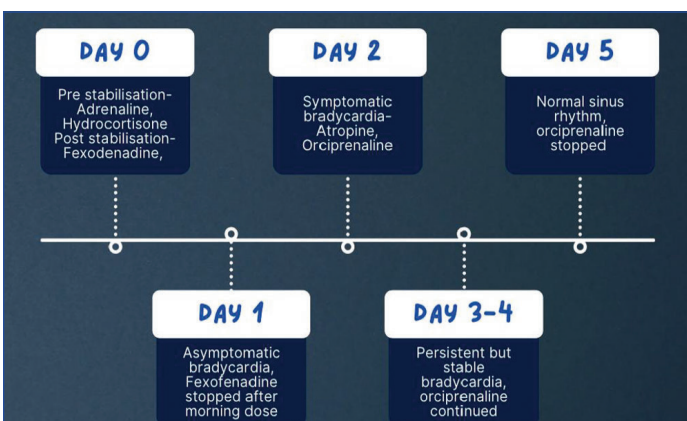 DAY 0
Pre stabilisation-
Adrenaline,
Hydrocortisone
Post stabilisation-
Fexodenadine,
DAY 2
Symptomatic
bradycardia-
Atropine,
Orciprenaline
DAY 5
Normal sinus
rhythm,
orciprenaline
stopped
DAY 1
Asymptomatic
bradycardia,
Fexofenadine
stopped after
morning dose
DAY 3-4
Persistent but
stable
bradycardia,
orciprenaline
continued